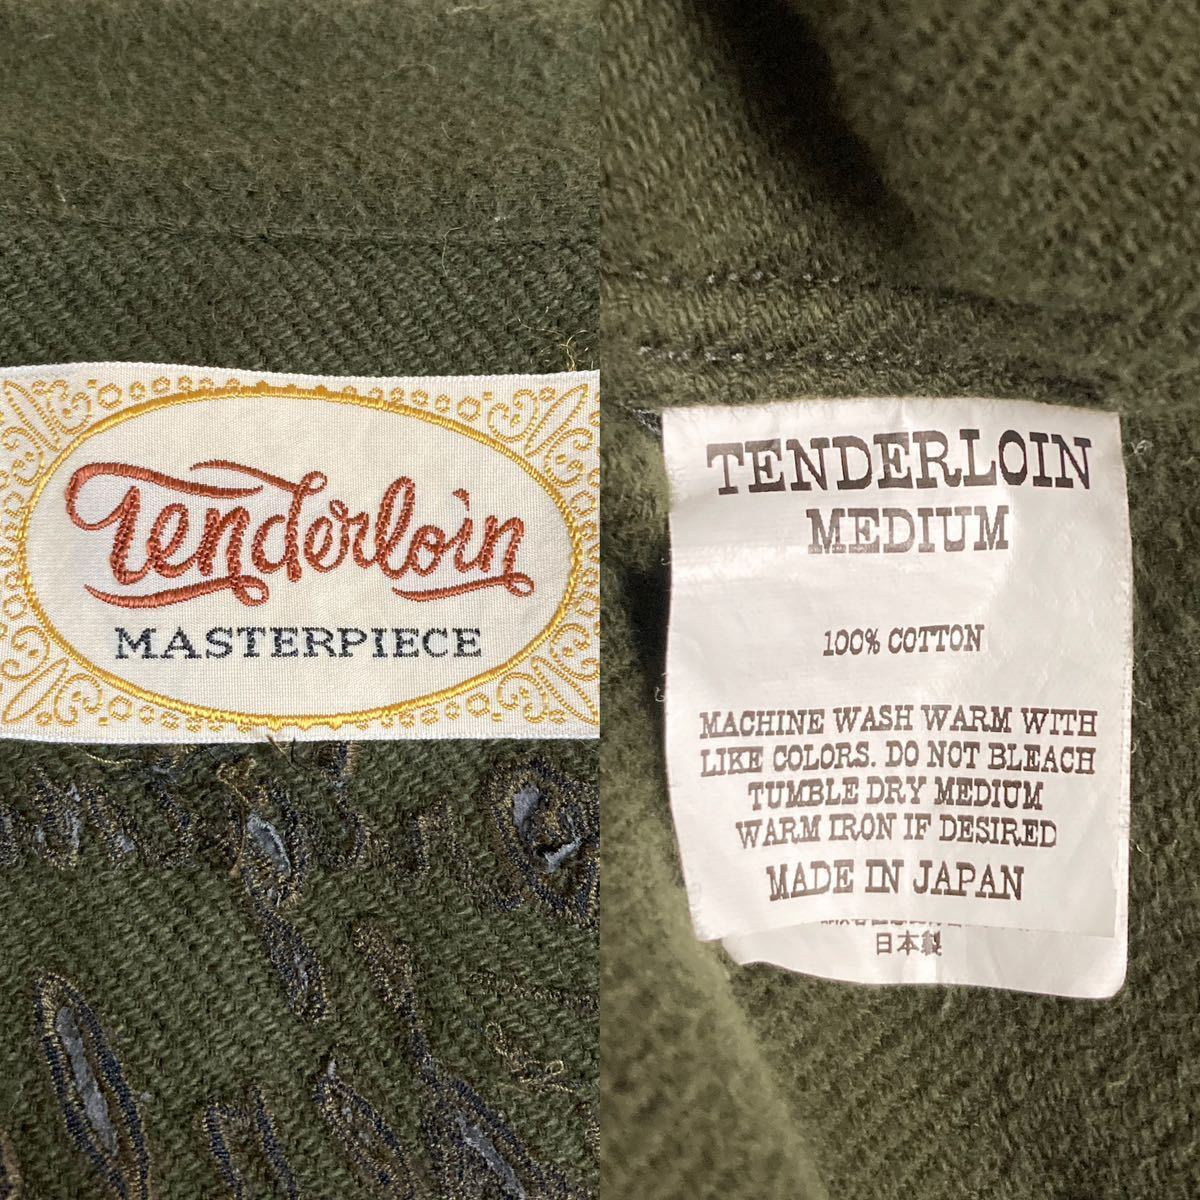 Tenderloin
MASTERPIECE
TENDERLOIN
MEDIUM
100% COTTON
MACHINE WASH WARM WITH
LIKE COLORS. DO NOT BLEACH
TUMBLE DRY MEDIUM
WARM IRON IF DESIRED
MADE IN JAPAN
日本製